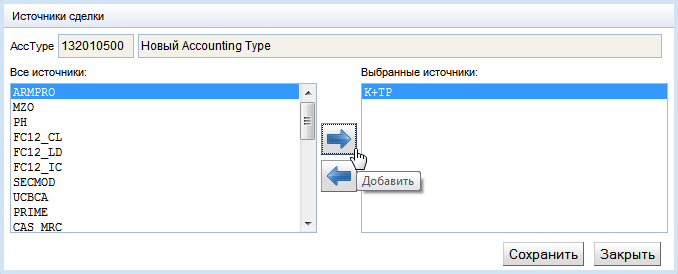 Источники сделки
AccType 132010500 Новый Accounting Type
Все источники: Выбранные источники:
ARMPRO K+TP
MZO
PH
FC12_CL
FC12_LD
FC12_IC
SECMOD
UCBCA
PRIME
CAS_MRC
Добавить
Сохранить Закрыть